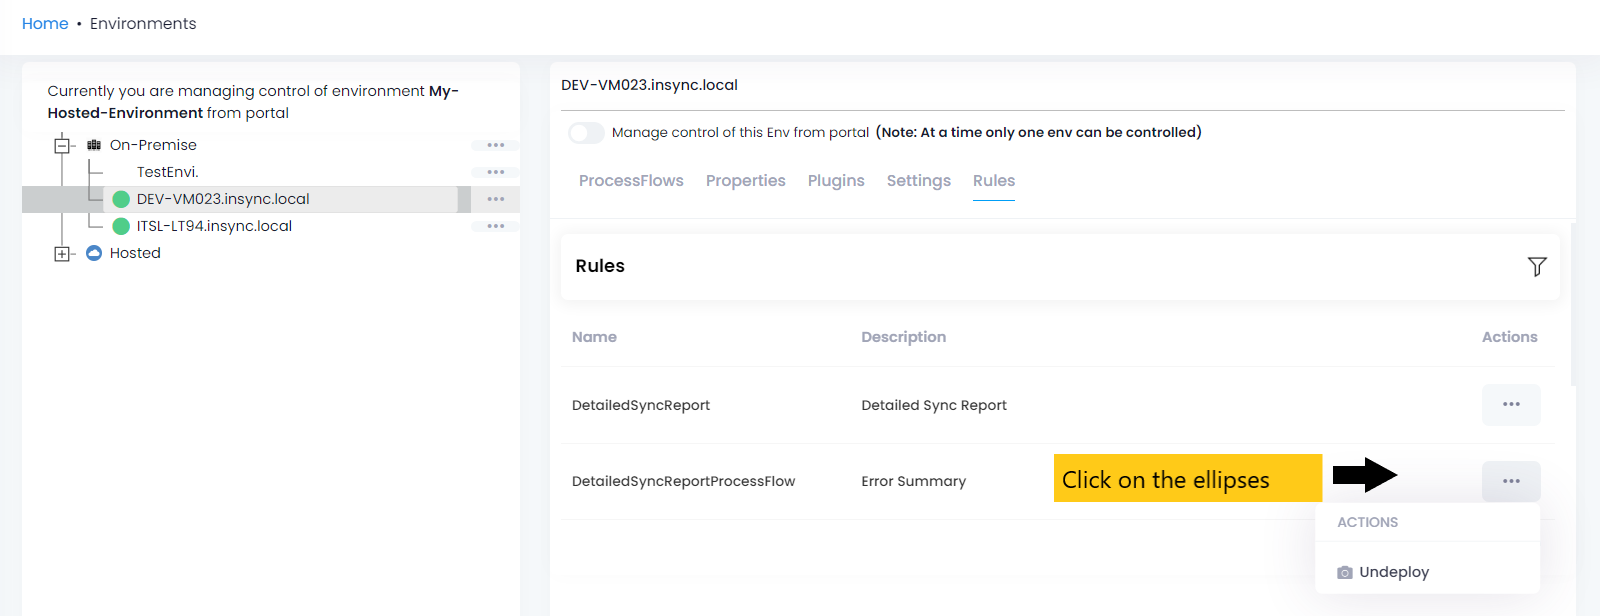 Home • Environments
Currently you are managing control of environment My-
Hosted-Environment from portal
On-Premise
TestEnvi.
DEV-VM023.insync.local
ITSL-LT94.insync.local
Hosted
DEV-VM023.insync.local
Manage control of this Env from portal (Note: At a time only one env can be controlled)
ProcessFlows Properties Plugins Settings Rules
Rules
Name Description Actions
DetailedSyncReport Detailed Sync Report
DetailedSyncReportProcessFlow Error Summary Click on the ellipses
ACTIONS
Undeploy